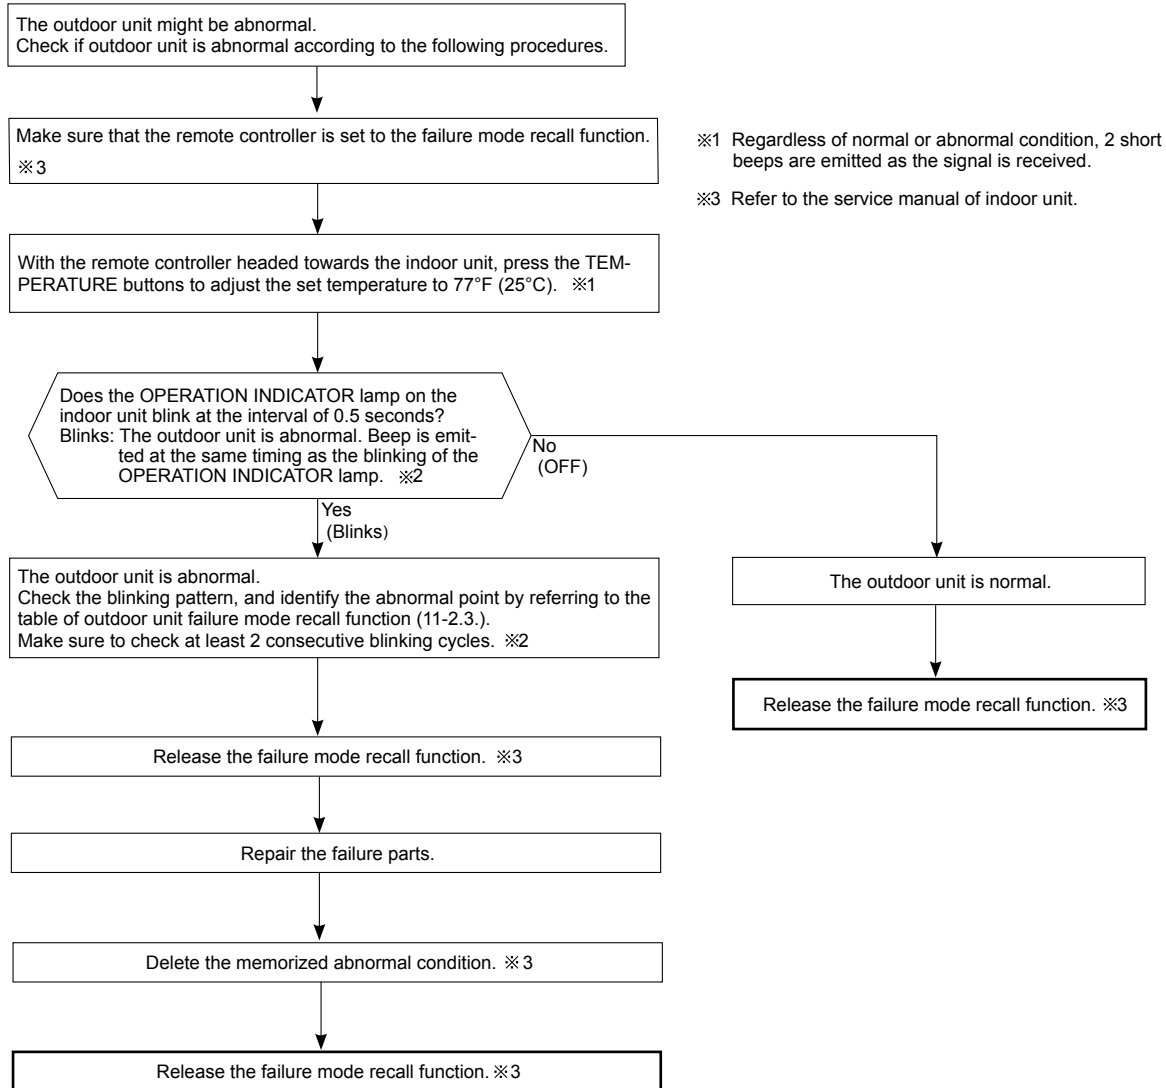 The outdoor unit might be abnormal.
Check if outdoor unit is abnormal according to the following procedures.
Make sure that the remote controller is set to the failure mode recall function.
※3
※1 Regardless of normal or abnormal condition, 2 short
beeps are emitted as the signal is received.
※3 Refer to the service manual of indoor unit.
With the remote controller headed towards the indoor unit, press the TEM-
PERATURE buttons to adjust the set temperature to 77°F (25°C). ※1
Does the OPERATION INDICATOR lamp on the
indoor unit blink at the interval of 0.5 seconds?
Blinks: The outdoor unit is abnormal. Beep is emit-
ted at the same timing as the blinking of the
OPERATION INDICATOR lamp. ※2
No
(OFF)
Yes
(Blinks)
The outdoor unit is abnormal.
Check the blinking pattern, and identify the abnormal point by referring to the
table of outdoor unit failure mode recall function (11-2.3.).
Make sure to check at least 2 consecutive blinking cycles. ※2
The outdoor unit is normal.
Release the failure mode recall function. ※3
Release the failure mode recall function. ※3
Repair the failure parts.
Delete the memorized abnormal condition. ※3
Release the failure mode recall function. ※3